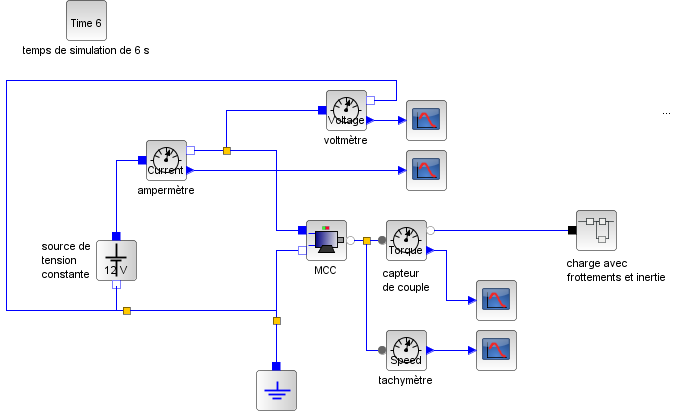 Time 6
temps de simulation de 6 s
...
Voltage
voltmètre
Current
ampermètre
source de
tension
constante
12 V
MCC
Torque
capteur
de couple
charge avec
frottements et inertie
Speed
tachymètre